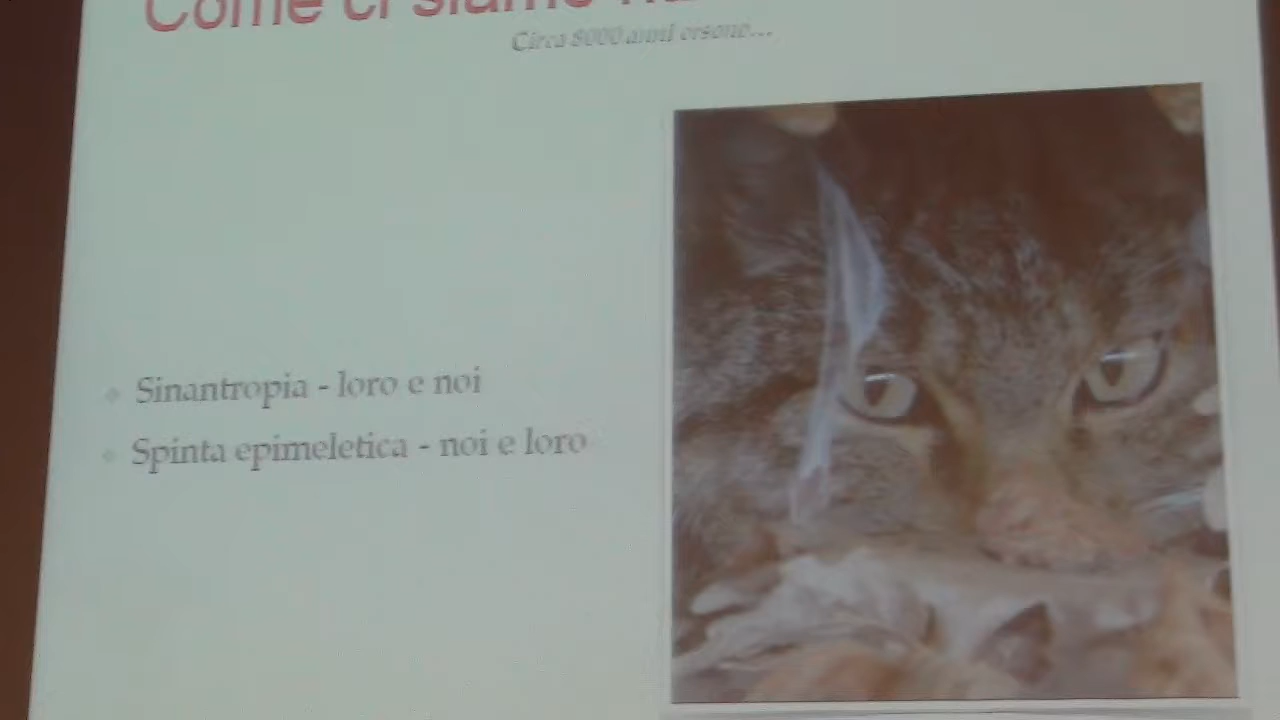 Come ci siamo
Circa 8000 anni orsono...
Sinantropia - loro e noi
Spinta epimeletica - noi e loro